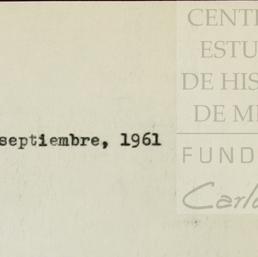 septiembre, 1961
CENT
ESTU
DE HIS
DE M
FUND
Carl